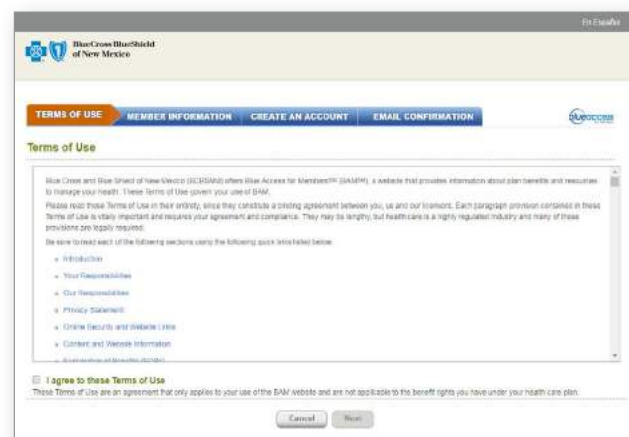 En Español
BlueCross BlueShield
of New Mexico
TERMS OF USE MEMBER INFORMATION CREATE AN ACCOUNT EMAIL CONFIRMATION
blueaccess
Terms of Use
Blue Cross and Blue Shield of New Mexico (BCBSNM) offers Blue Access for Members℠ (BAM℠), a website that provides information about plan benefits and resources
to manage your health. These Terms of Use govern your use of BAM.
Please read these Terms of Use in their entirety, since they constitute a binding agreement between you, us and our licensors. Each paragraph provision contained in these
Terms of Use is vitally important and requires your agreement and compliance. They may be lengthy, but healthcare is a highly regulated industry and many of these
provisions are legally required.
Be sure to read each of the following sections using the following quick links listed below.
Introduction
Your Responsibilities
Our Responsibilities
Privacy Statement
Online Security and Website Links
Content and Website Information
Explanation of Benefits (EOBs)
I agree to these Terms of Use
These Terms of Use are an agreement that only applies to your use of the BAM website and are not applicable to the benefit rights you have under your health care plan.
Cancel Next